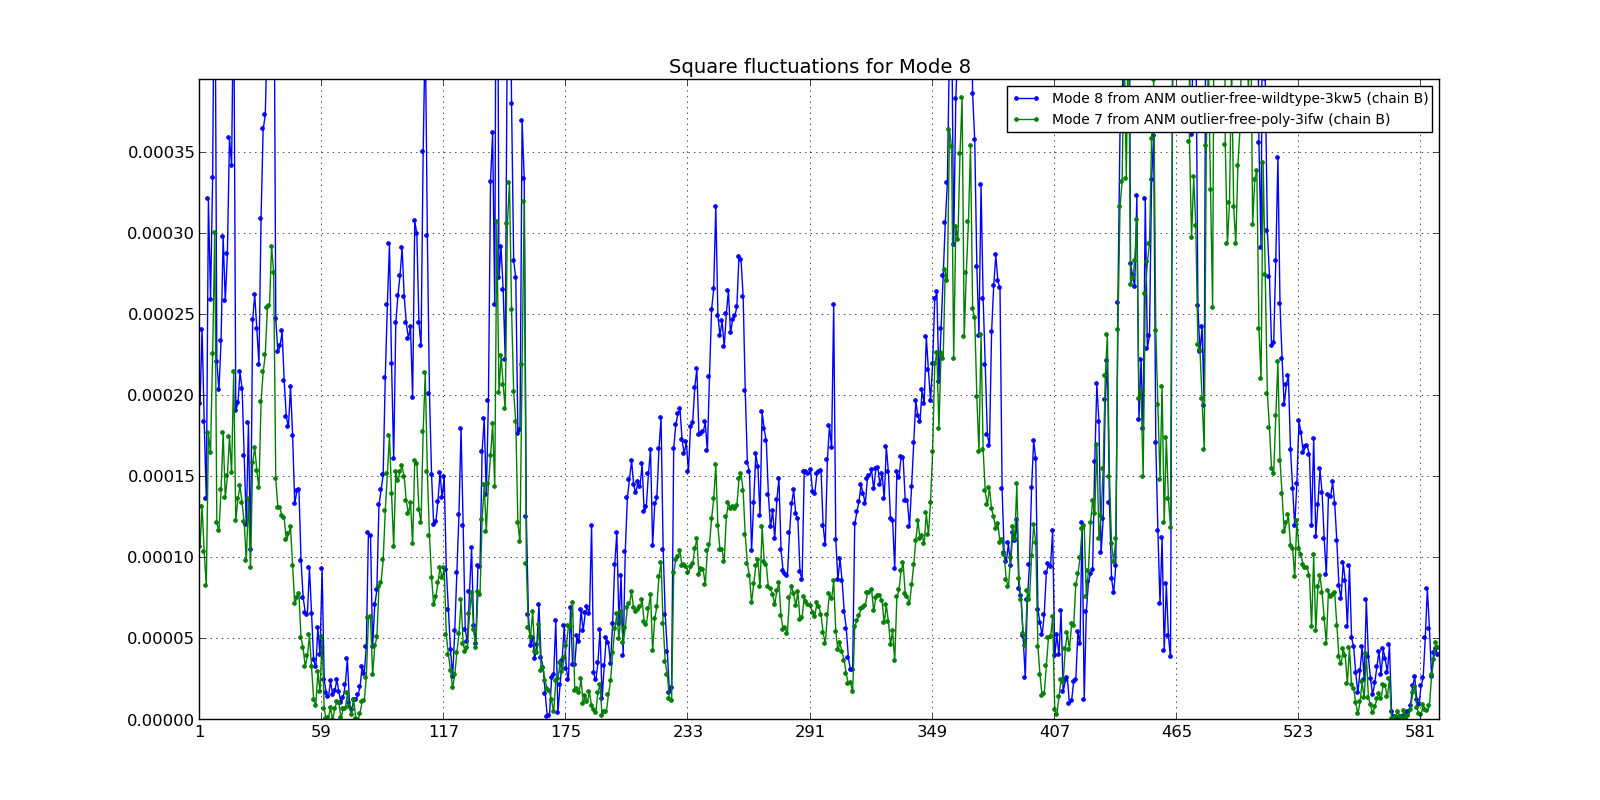 Square fluctuations for Mode 8
Mode 8 from ANM outlier-free-wildtype-3kw5 (chain B)
Mode 7 from ANM outlier-free-poly-3ifw (chain B)
0.00035
0.00030
0.00025
0.00020
0.00015
0.00010
0.00005
0.00000
1 59 117 175 233 291 349 407 465 523 581